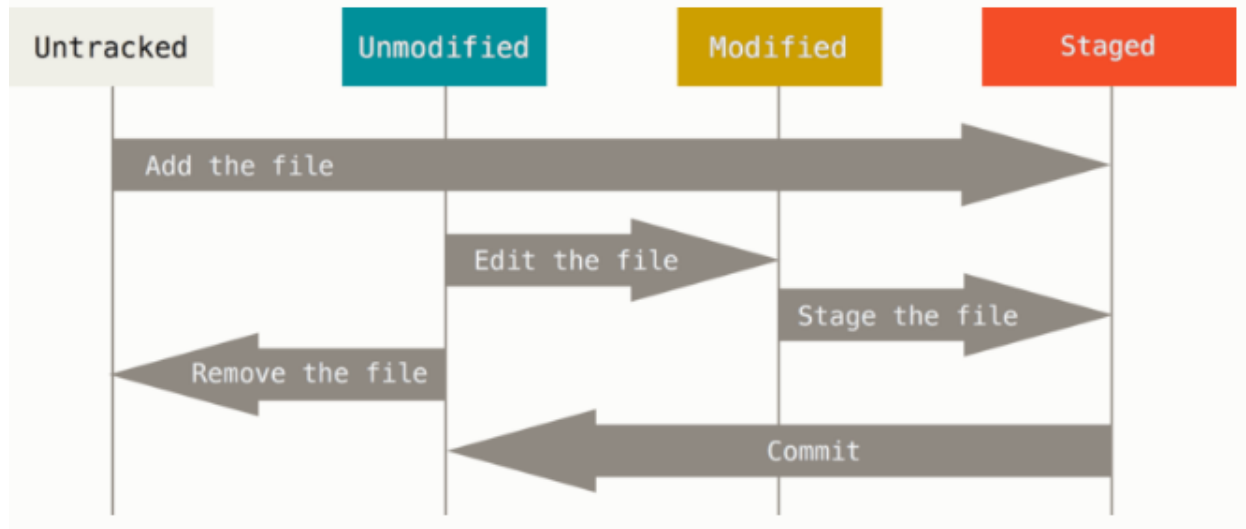 Untracked
Unmodified
Modified
Staged
Add the file
Edit the file
Stage the file
Remove the file
Commit